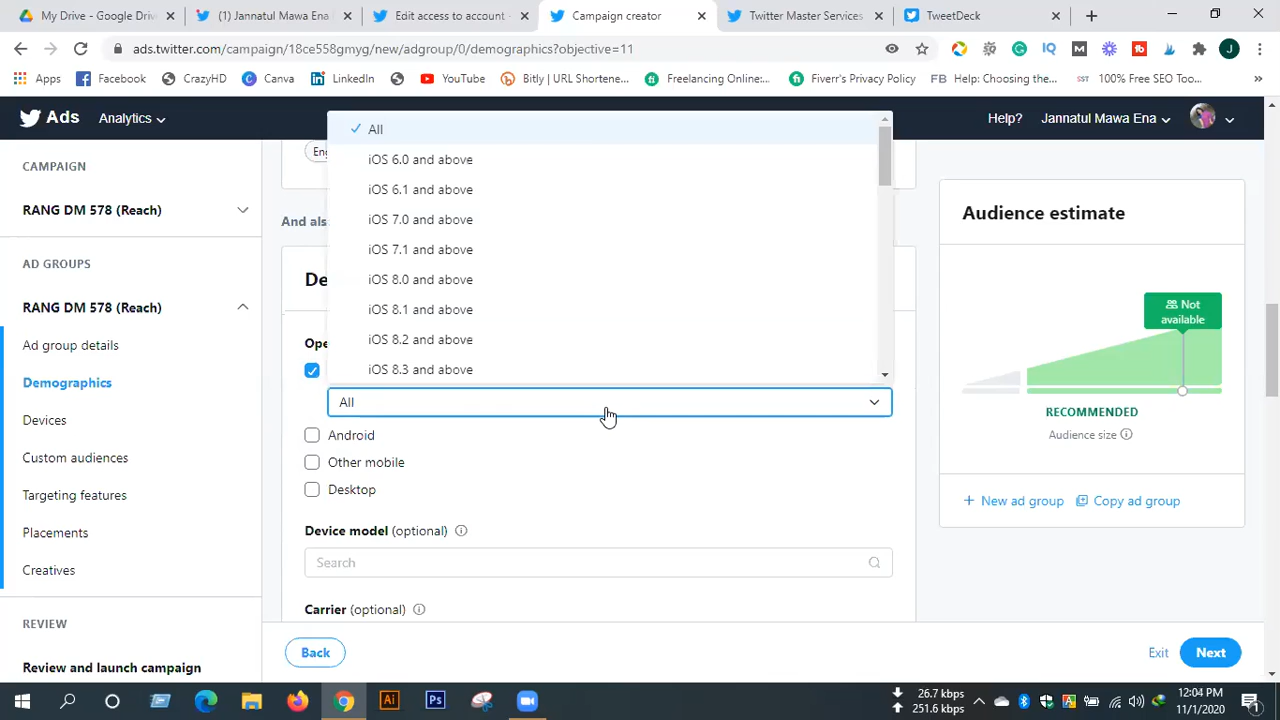 My Drive - Google Driv
(1) Jannatul Mawa Ena
Edit access to account -
Campaign creator
Twitter Master Services
TweetDeck
ads.twitter.com/campaign/18ce558gmyg/new/adgroup/0/demographics?objective=11
J
Apps
Facebook
CrazyHD
Canva
LinkedIn
YouTube
Bitly | URL Shortene...
Freelancing Online:...
Fiverr's Privacy Policy
FB Help: Choosing the...
SST 100% Free SEO Too...
Ads
Analytics
Help?
Jannatul Mawa Ena
CAMPAIGN
RANG DM 578 (Reach)
AD GROUPS
RANG DM 578 (Reach)
Ad group details
Demographics
Devices
Custom audiences
Targeting features
Placements
Creatives
REVIEW
Review and launch campaign
Eng
And als
De
Ope
All
iOS 6.0 and above
iOS 6.1 and above
iOS 7.0 and above
iOS 7.1 and above
iOS 8.0 and above
iOS 8.1 and above
iOS 8.2 and above
iOS 8.3 and above
All
Android
Other mobile
Desktop
Device model (optional)
Search
Carrier (optional)
Back
Exit
Next
Audience estimate
Not
available
RECOMMENDED
Audience size
+ New ad group
Copy ad group
Ai
Ps
26.7 kbps
251.6 kbps
12:04 PM
11/1/2020